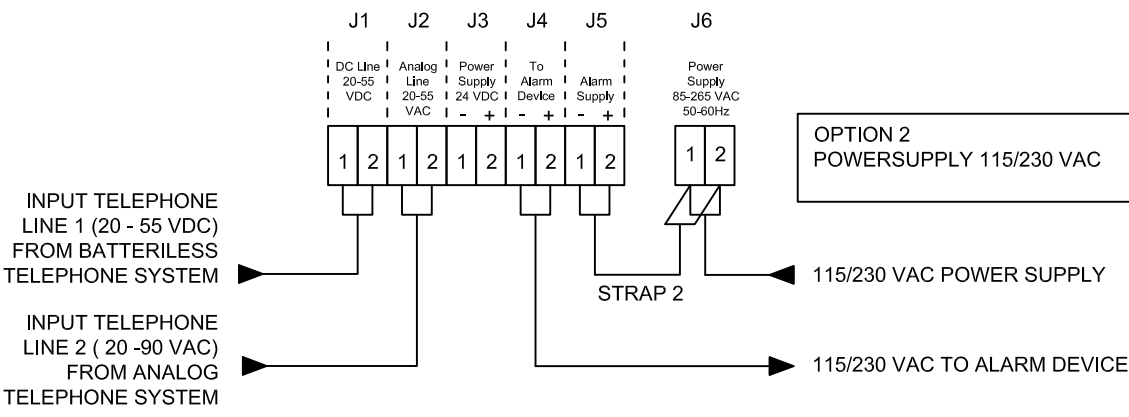 J1 J2 J3 J4 J5 J6
DC Line
20-55
VDC
Analog
Line
20-55
VAC
Power
Supply
24 VDC
- +
To
Alarm
Device
- +
Alarm
Supply
- +
Power
Supply
85-265 VAC
50-60Hz
1 2 1 2 1 2 1 2 1 2 1 2
OPTION 2
POWERSUPPLY 115/230 VAC
INPUT TELEPHONE
LINE 1 (20 - 55 VDC)
FROM BATTERILESS
TELEPHONE SYSTEM
STRAP 2
115/230 VAC POWER SUPPLY
INPUT TELEPHONE
LINE 2 ( 20 -90 VAC)
FROM ANALOG
TELEPHONE SYSTEM
115/230 VAC TO ALARM DEVICE